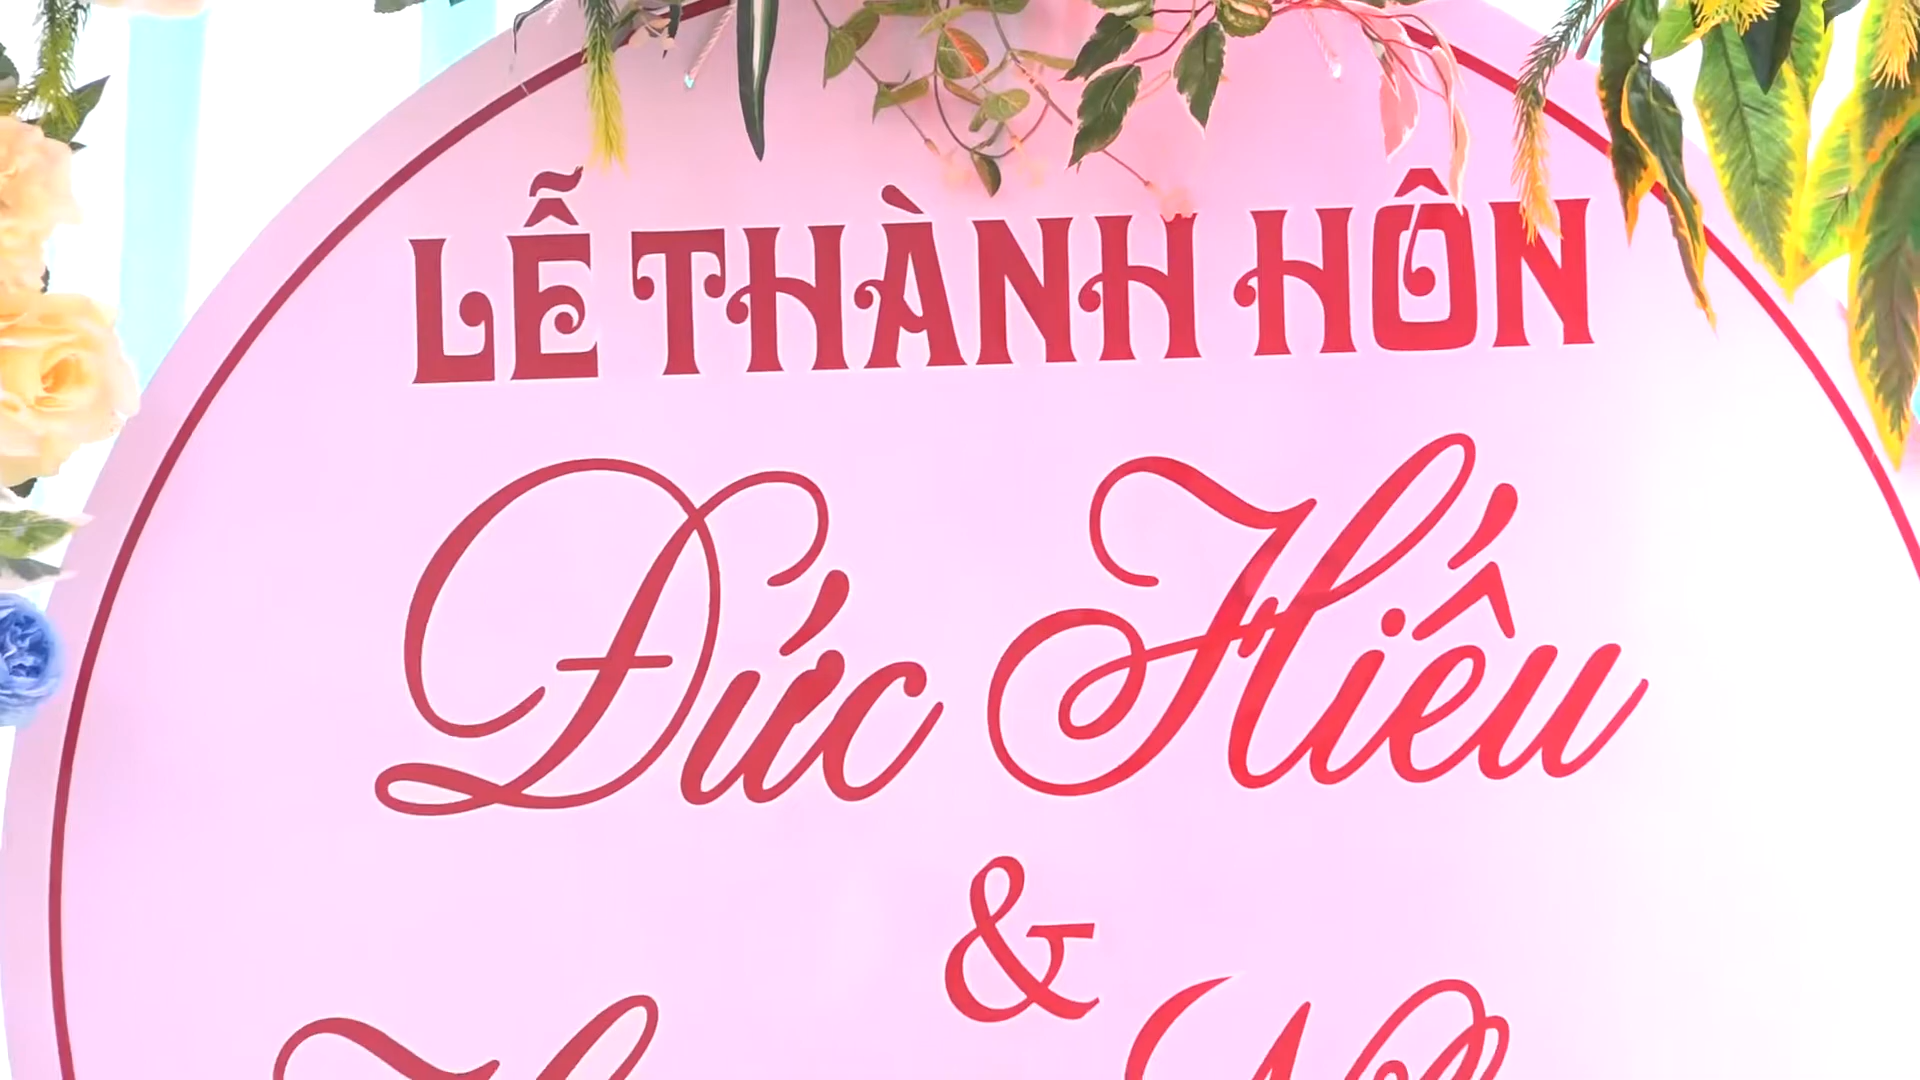 LỄ THÀNH HÔN
Đức Hiếu
&